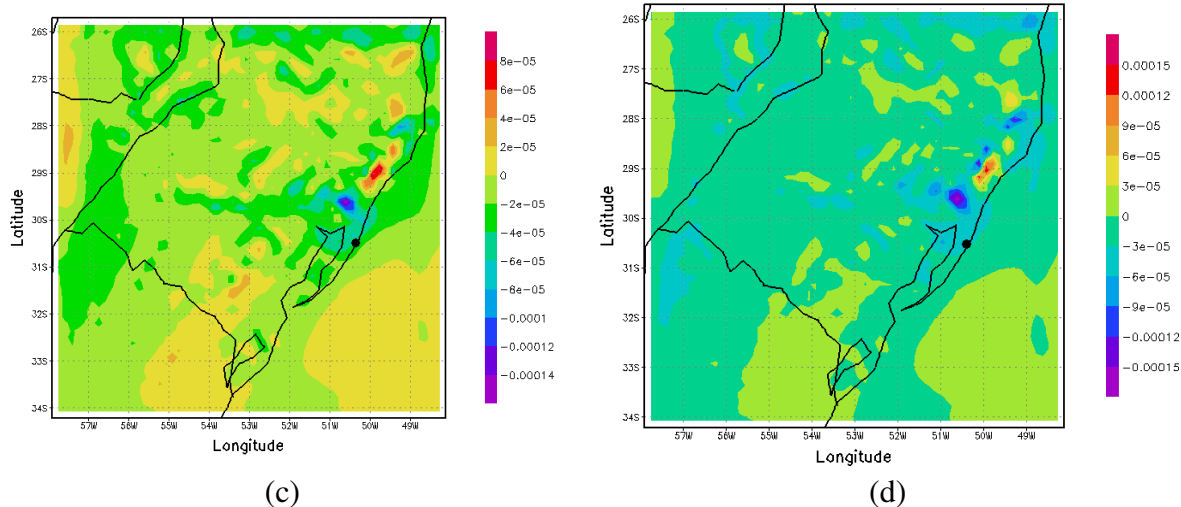 26S
27S
28S
29S
30S
31S
32S
33S
34S
Latitude
57W
56W
55W
54W
53W
52W
51W
50W
49W
Longitude
8e-05
6e-05
4e-05
2e-05
0
-2e-05
-4e-05
-6e-05
-8e-05
-0.0001
-0.00012
-0.00014
(c)
26S
27S
28S
29S
30S
31S
32S
33S
34S
Latitude
57W
56W
55W
54W
53W
52W
51W
50W
49W
Longitude
0.00015
0.00012
9e-05
6e-05
3e-05
0
-3e-05
-6e-05
-9e-05
-0.00012
-0.00015
(d)